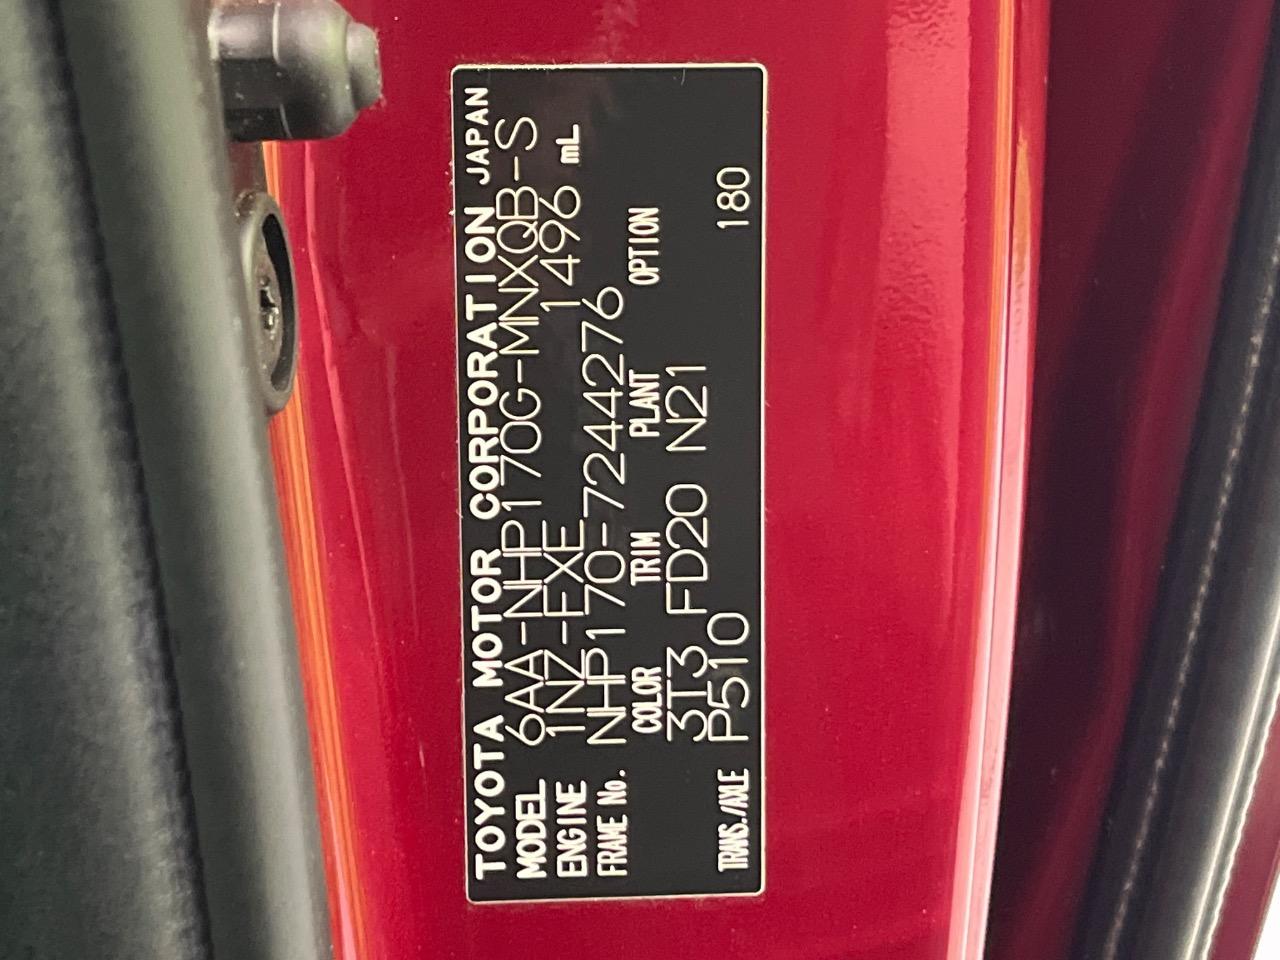 TOYOTA MOTOR CORPORATION JAPAN
MODEL 6AA-NHP170G-MNXQB-S
ENGINE 1NZ-FXE 1496 mL
FRAME No. NHP170-7244276
COLOR TRIM PLANT OPTION
3T3 FD20 N21
TRANS./AXLE P510 180